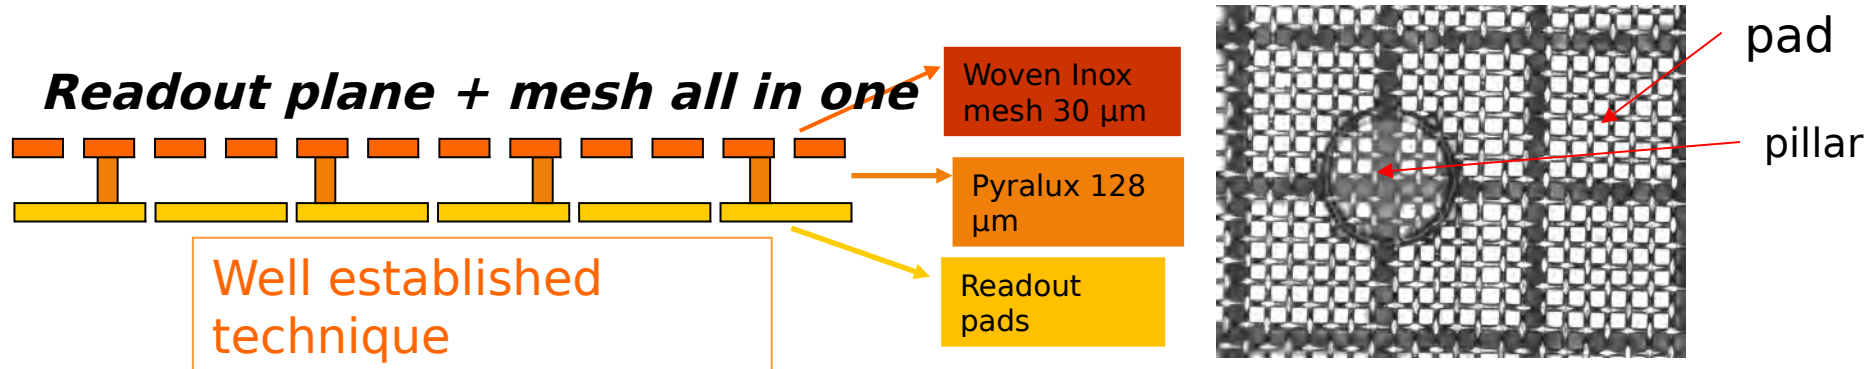 Readout plane + mesh all in one
Woven Inox
mesh 30 µm
Pyralux 128
µm
Readout
pads
Well established
technique
pad
pillar